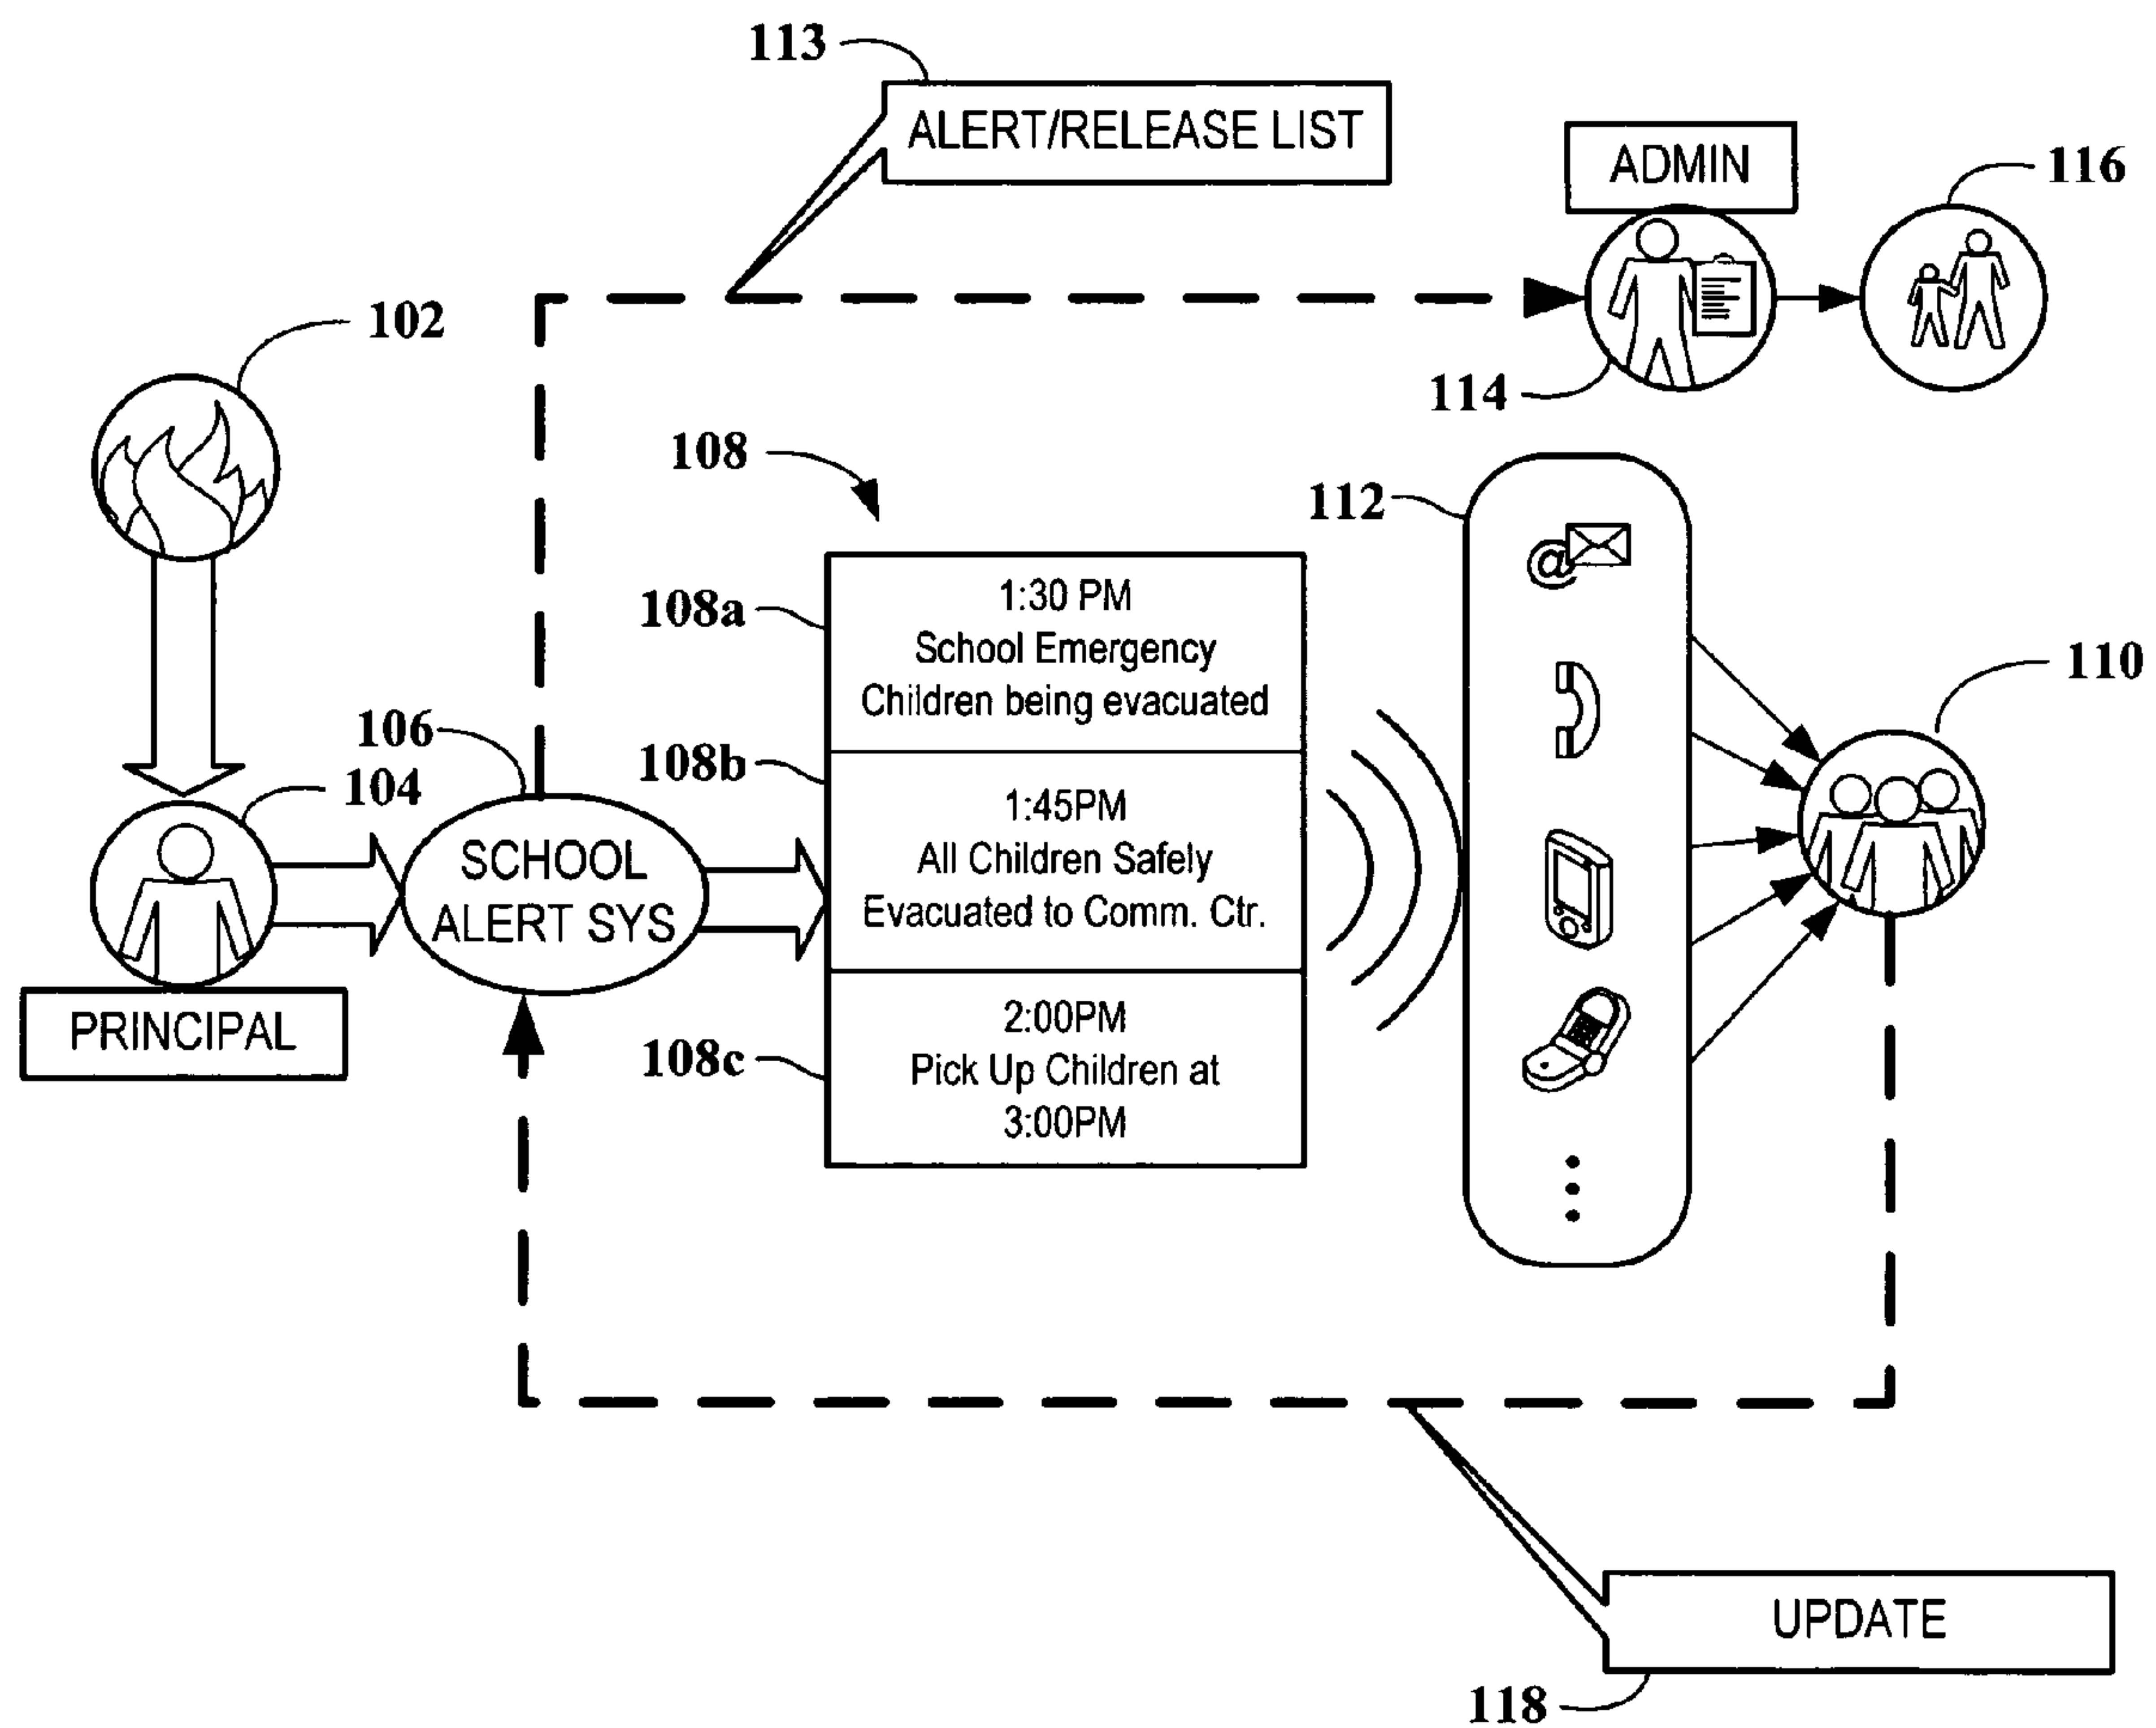 113
ALERT/RELEASE LIST
ADMIN
116
102
114
108
112
@
108a
1:30 PM
School Emergency
Children being evacuated
110
106
108b
104
1:45PM
All Children Safely
Evacuated to Comm. Ctr.
SCHOOL
ALERT SYS
PRINCIPAL
108c
2:00PM
Pick Up Children at
3:00PM
UPDATE
118